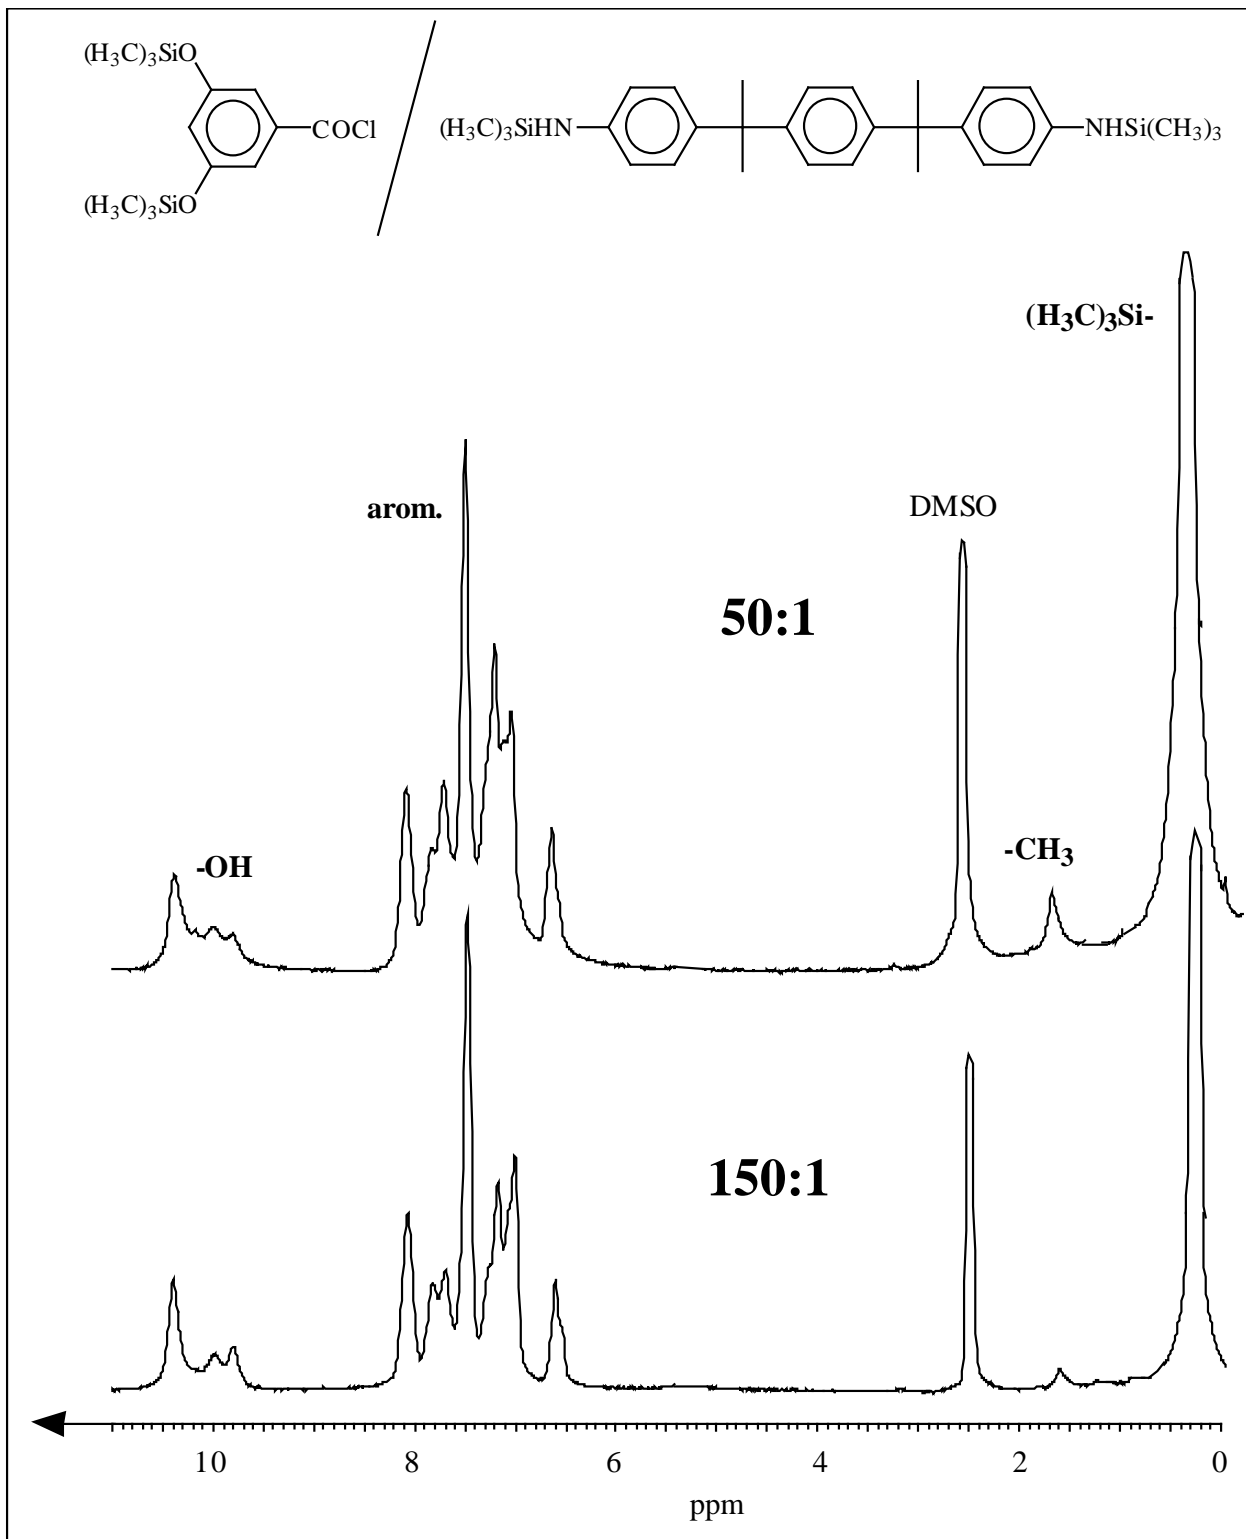 (H3C)3SiO
COCl
(H3C)3SiO
(H3C)3SiHN
NHSi(CH3)3
(H3C)3Si-
arom.
DMSO
50:1
-OH
-CH3
150:1
10 8 6 4 2 0
ppm